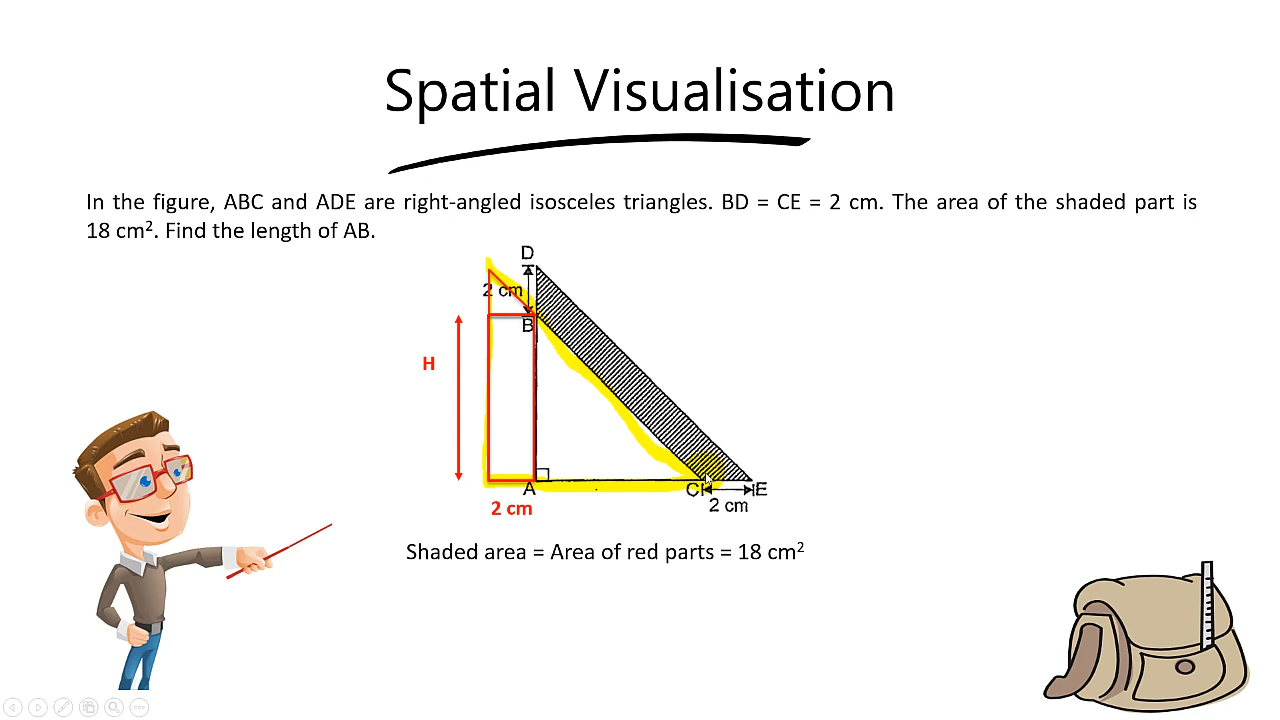 Spatial Visualisation
In the figure, ABC and ADE are right-angled isosceles triangles. BD = CE = 2 cm. The area of the shaded part is
18 cm². Find the length of AB.
D
2 cm
B
H
A
C
E
2 cm
2 cm
Shaded area = Area of red parts = 18 cm²